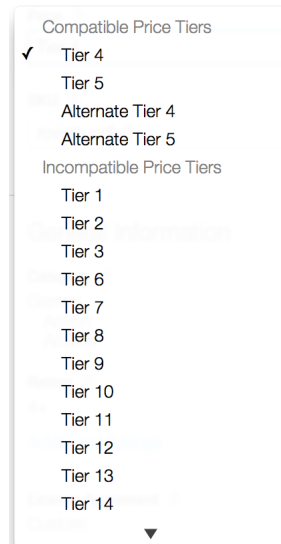 Compatible Price Tiers
✓ Tier 4
Tier 5
Alternate Tier 4
Alternate Tier 5
Incompatible Price Tiers
Tier 1
Tier 2
Tier 3
Tier 6
Tier 7
Tier 8
Tier 9
Tier 10
Tier 11
Tier 12
Tier 13
Tier 14